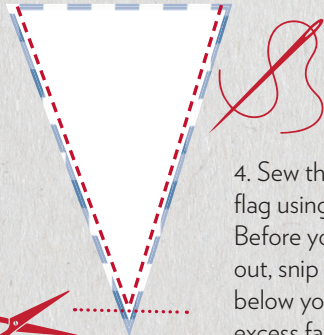 4. Sew th
flag using
Before yo
out, snip
below yo
excess fa